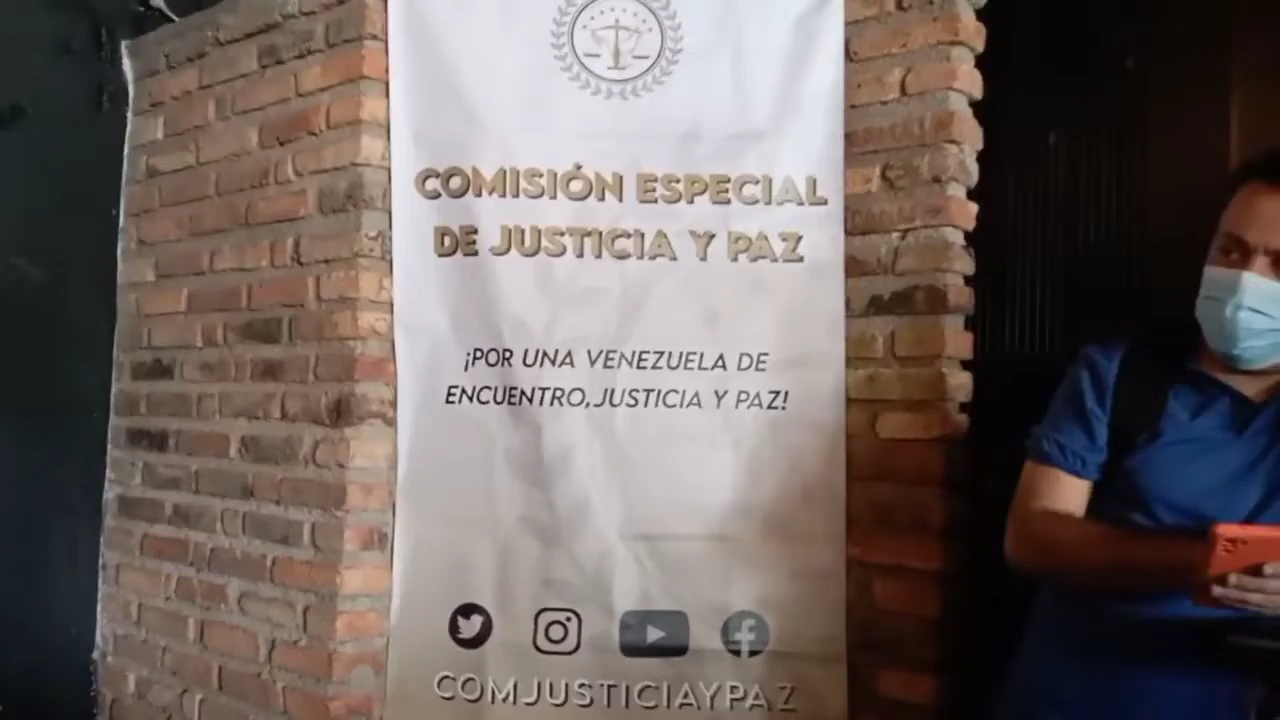 COMISIÓN ESPECIAL
DE JUSTICIA Y PAZ
¡POR UNA VENEZUELA DE
ENCUENTRO, JUSTICIA Y PAZ!
COMJUSTICIAYPAZ